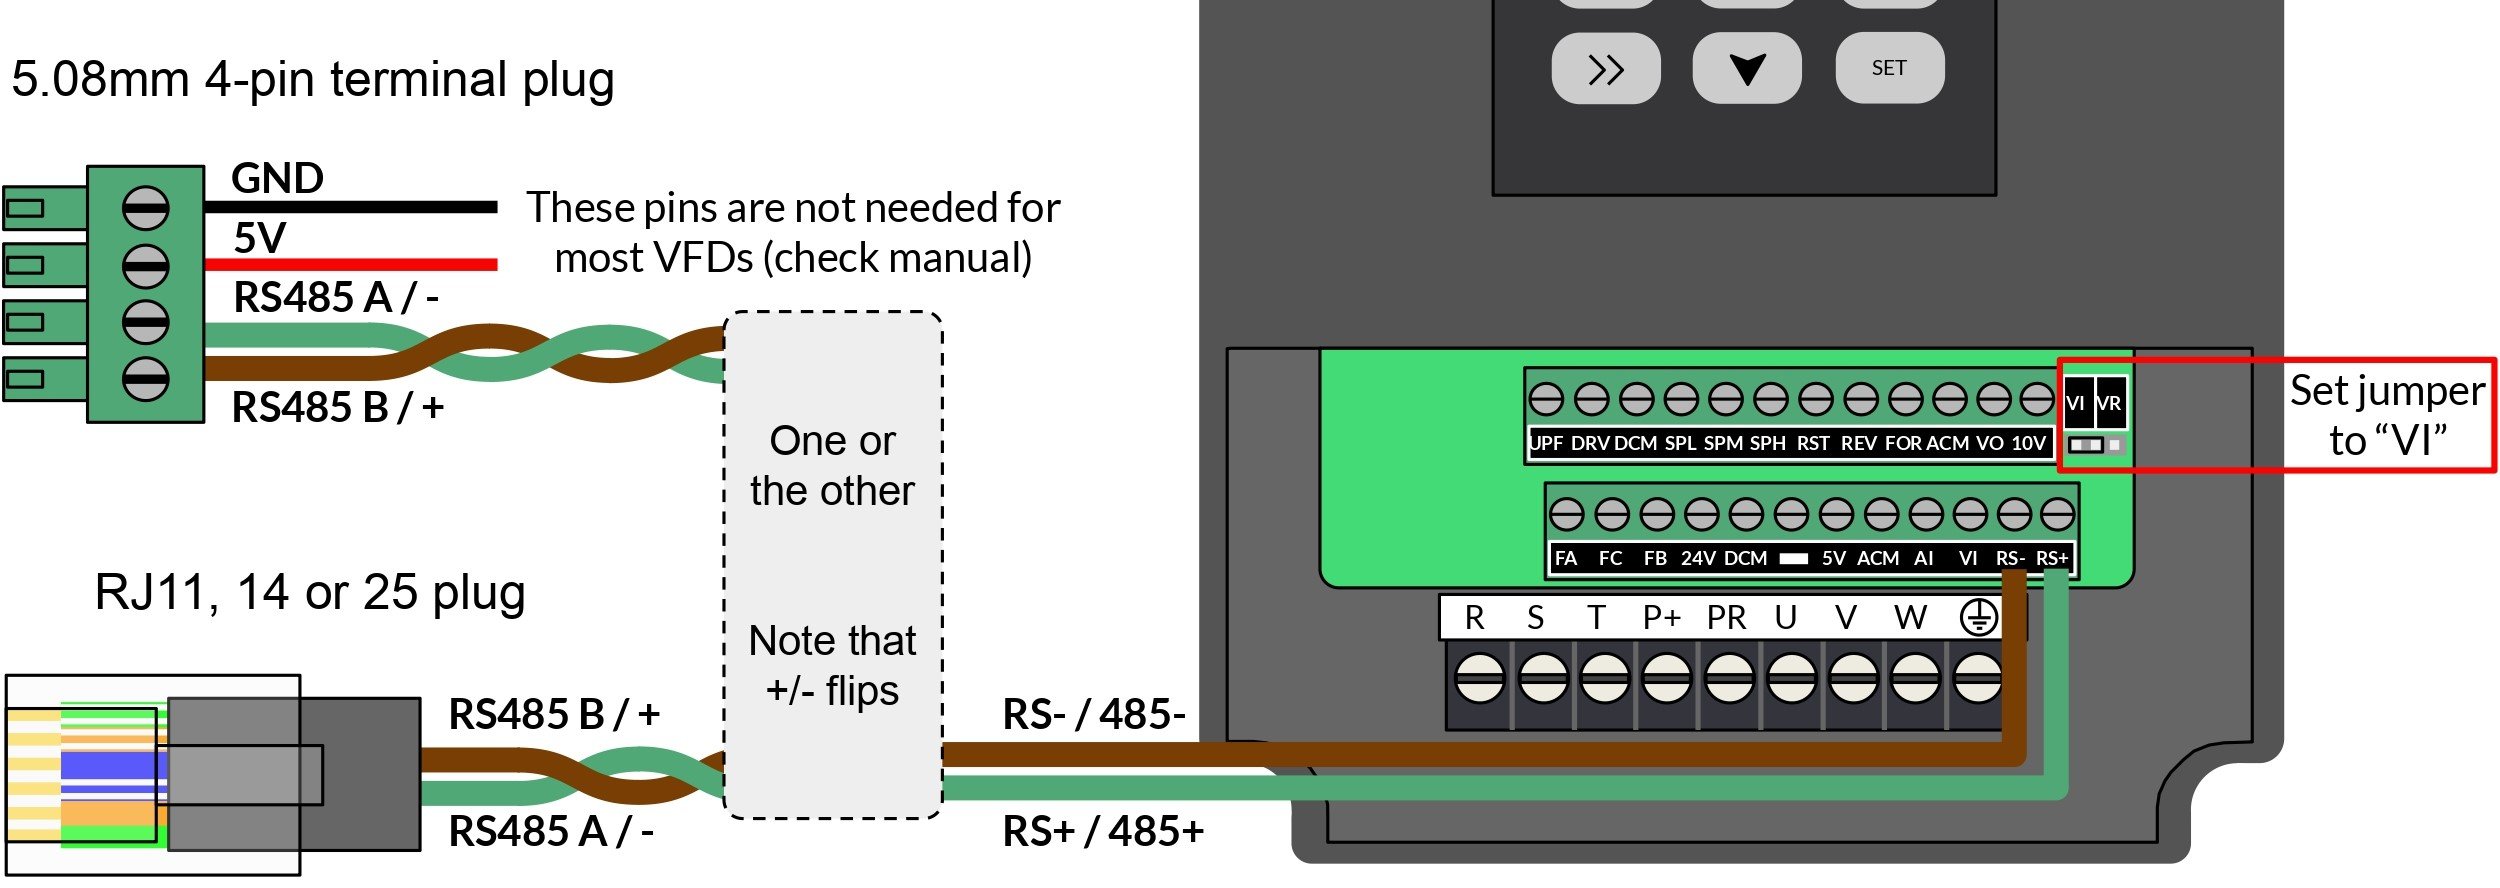 SET
5.08mm 4-pin terminal plug
GND
5V
RS485 A / -
RS485 B / +
These pins are not needed for
most VFDs (check manual)
One or
the other
Note that
+/- flips
RJ11, 14 or 25 plug
RS485 B / +
RS485 A / -
RS- / 485-
RS+ / 485+
VI VR
Set jumper
to “VI”
UPF DRV DCM SPL SPM SPH RST REV FOR ACM VO 10V
FA FC FB 24V DCM 5V ACM AI VI RS- RS+
R S T P+ PR U V W